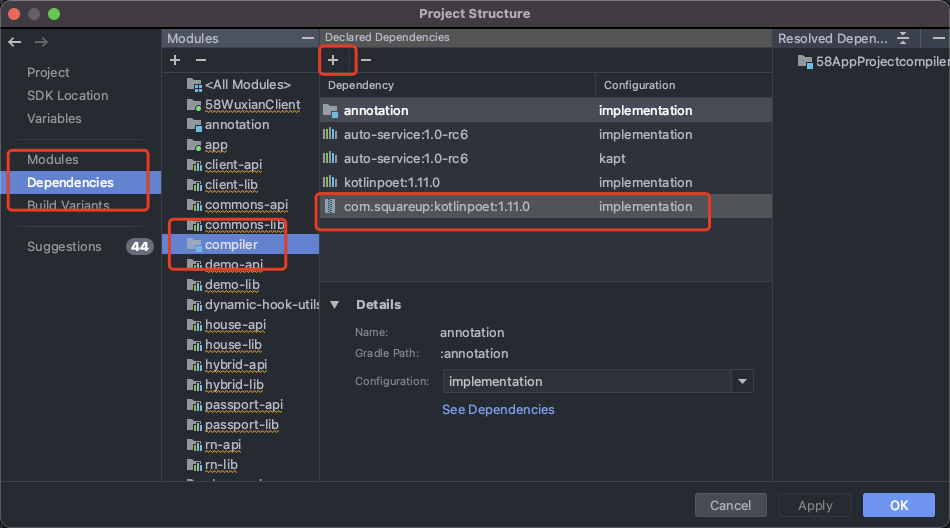 Project Structure
Project
SDK Location
Variables
Modules
Dependencies
Build Variants
Suggestions
44
Modules
<All Modules>
58WuxianClient
annotation
app
client-api
client-lib
commons-api
commons-lib
compiler
demo-api
demo-lib
dynamic-hook-utils
house-api
house-lib
hybrid-api
hybrid-lib
passport-api
passport-lib
rn-api
rn-lib
Declared Dependencies
Dependency Configuration
annotation implementation
auto-service:1.0-rc6 implementation
auto-service:1.0-rc6 kapt
kotlinpoet:1.11.0 implementation
com.squareup:kotlinpoet:1.11.0 implementation
Details
Name: annotation
Gradle Path: :annotation
Configuration: implementation
See Dependencies
Resolved Depen...
58AppProjectcompiler
Cancel
Apply
OK